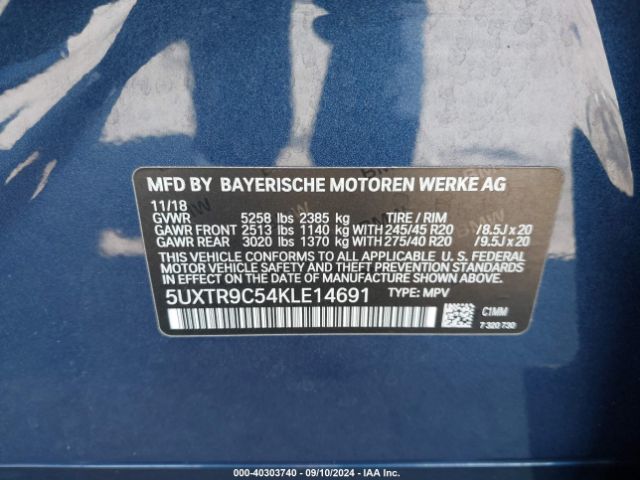 MFD BY BAYERISCHE MOTOREN WERKE AG
11/18
GVWR 5258 lbs 2385 kg TIRE / RIM
GAWR FRONT 2513 lbs 1140 kg WITH 245/45 R20 /8.5J x 20
GAWR REAR 3020 lbs 1370 kg WITH 275/40 R20 /9.5J x 20
THIS VEHICLE CONFORMS TO ALL APPLICABLE U. S. FEDERAL
MOTOR VEHICLE SAFETY, BUMPER, AND THEFT PREVENTION
STANDARDS IN EFFECT ON THE DATE OF MANUFACTURE SHOWN ABOVE.
5UXTR9C54KLE14691 TYPE: MPV
C1MM
7 320 730
000-40303740 - 09/10/2024 - IAA Inc.